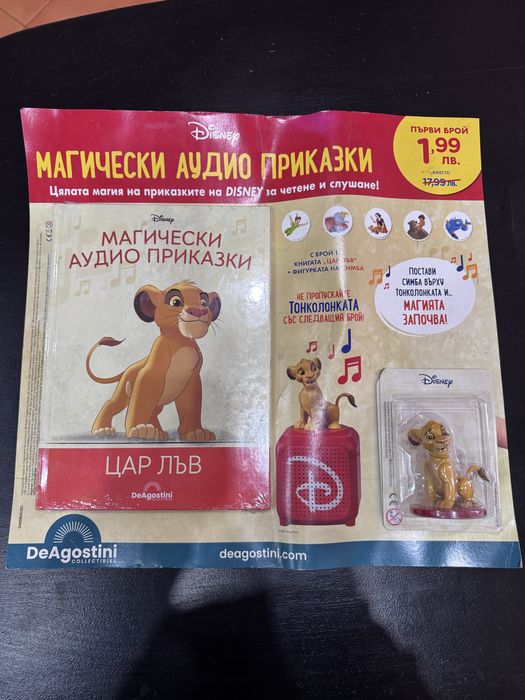 Disney
МАГИЧЕСКИ АУДИО ПРИКАЗКИ
Цялата магия на приказките на DISNEY за четене и слушане!
ПЪРВИ БРОЙ
1,99
ЛВ.
ВМЕСТО
17,99 ЛВ.
Disney
МАГИЧЕСКИ
АУДИО ПРИКАЗКИ
ЦАР ЛЪВ
DeAgostini
С БРОЙ 1:
КНИГАТА „ЦАР ЛЪВ“
+ ФИГУРКАТА НА СИМБА
НЕ ПРОПУСКАЙТЕ
ТОНКОЛОНКАТА
СЪС СЛЕДВАЩИЯ БРОЙ!
ПОСТАВИ
СИМБА ВЪРХУ
ТОНКОЛОНКАТА И...
МАГИЯТА
ЗАПОЧВА!
D
Disney
DeAgostini
COLLECTIBLES
deagostini.com